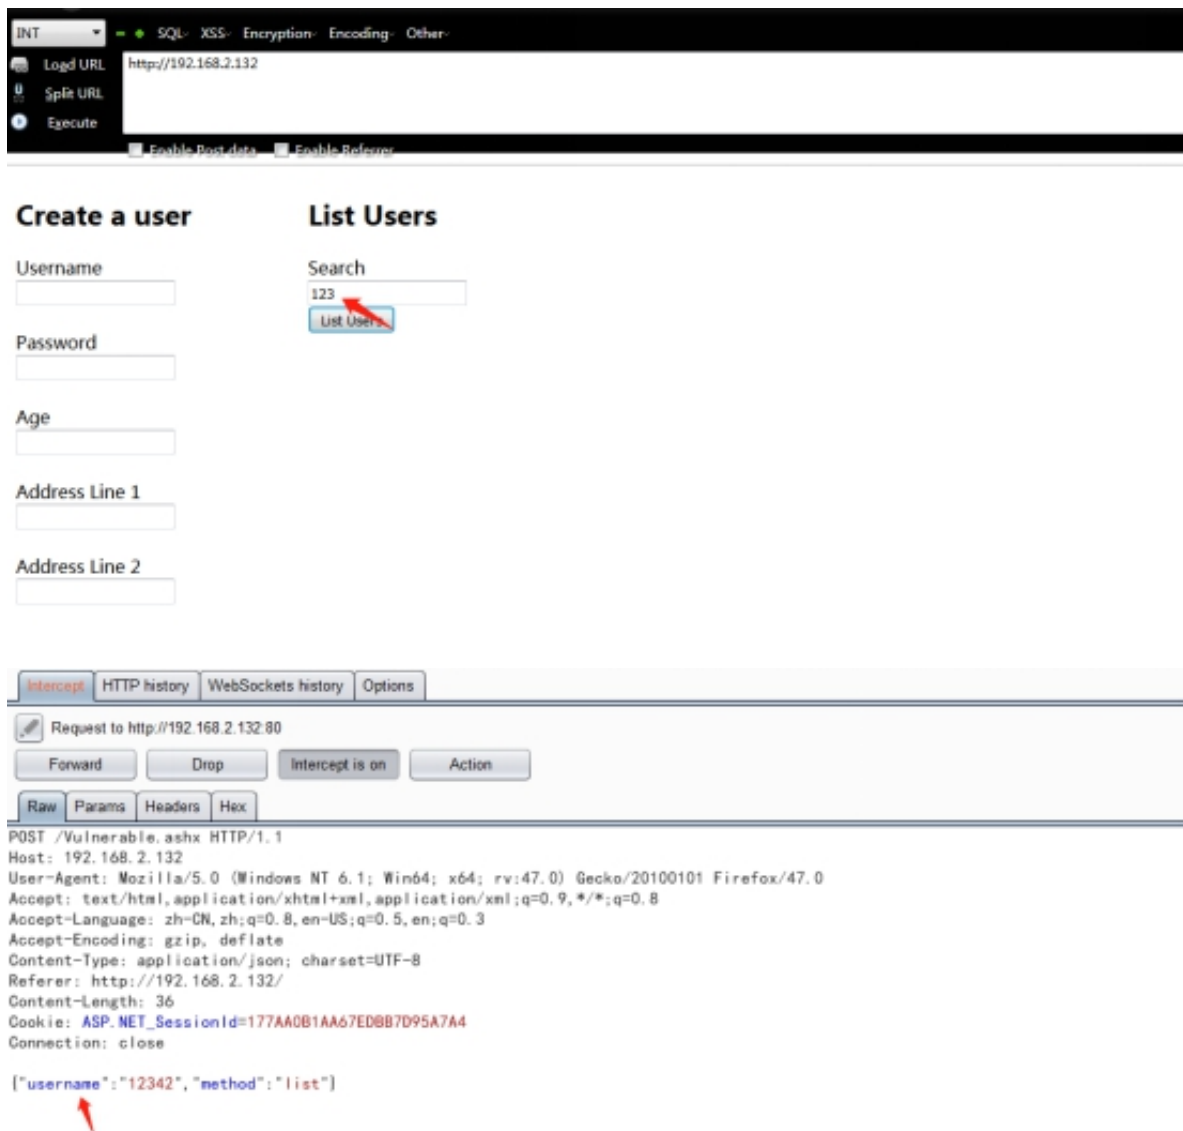 INT SQL XSS Encryption Encoding Other
Load URL http://192.168.2.132
Split URL
Execute
Enable Post data Enable Referrer
Create a user
Username
Password
Age
Address Line 1
Address Line 2
List Users
Search
123
List Users
Intercept HTTP history WebSockets history Options
Request to http://192.168.2.132:80
Forward Drop Intercept is on Action
Raw Params Headers Hex
POST /Vulnerable.ashx HTTP/1.1
Host: 192.168.2.132
User-Agent: Mozilla/5.0 (Windows NT 6.1; Win64; x64; rv:47.0) Gecko/20100101 Firefox/47.0
Accept: text/html,application/xhtml+xml,application/xml;q=0.9,*/*;q=0.8
Accept-Language: zh-CN,zh;q=0.8,en-US;q=0.5,en;q=0.3
Accept-Encoding: gzip, deflate
Content-Type: application/json; charset=UTF-8
Referer: http://192.168.2.132/
Content-Length: 36
Cookie: ASP.NET_SessionId=177AA0B1AA67EDBB7D95A7A4
Connection: close
{"username":"12342","method":"list"}